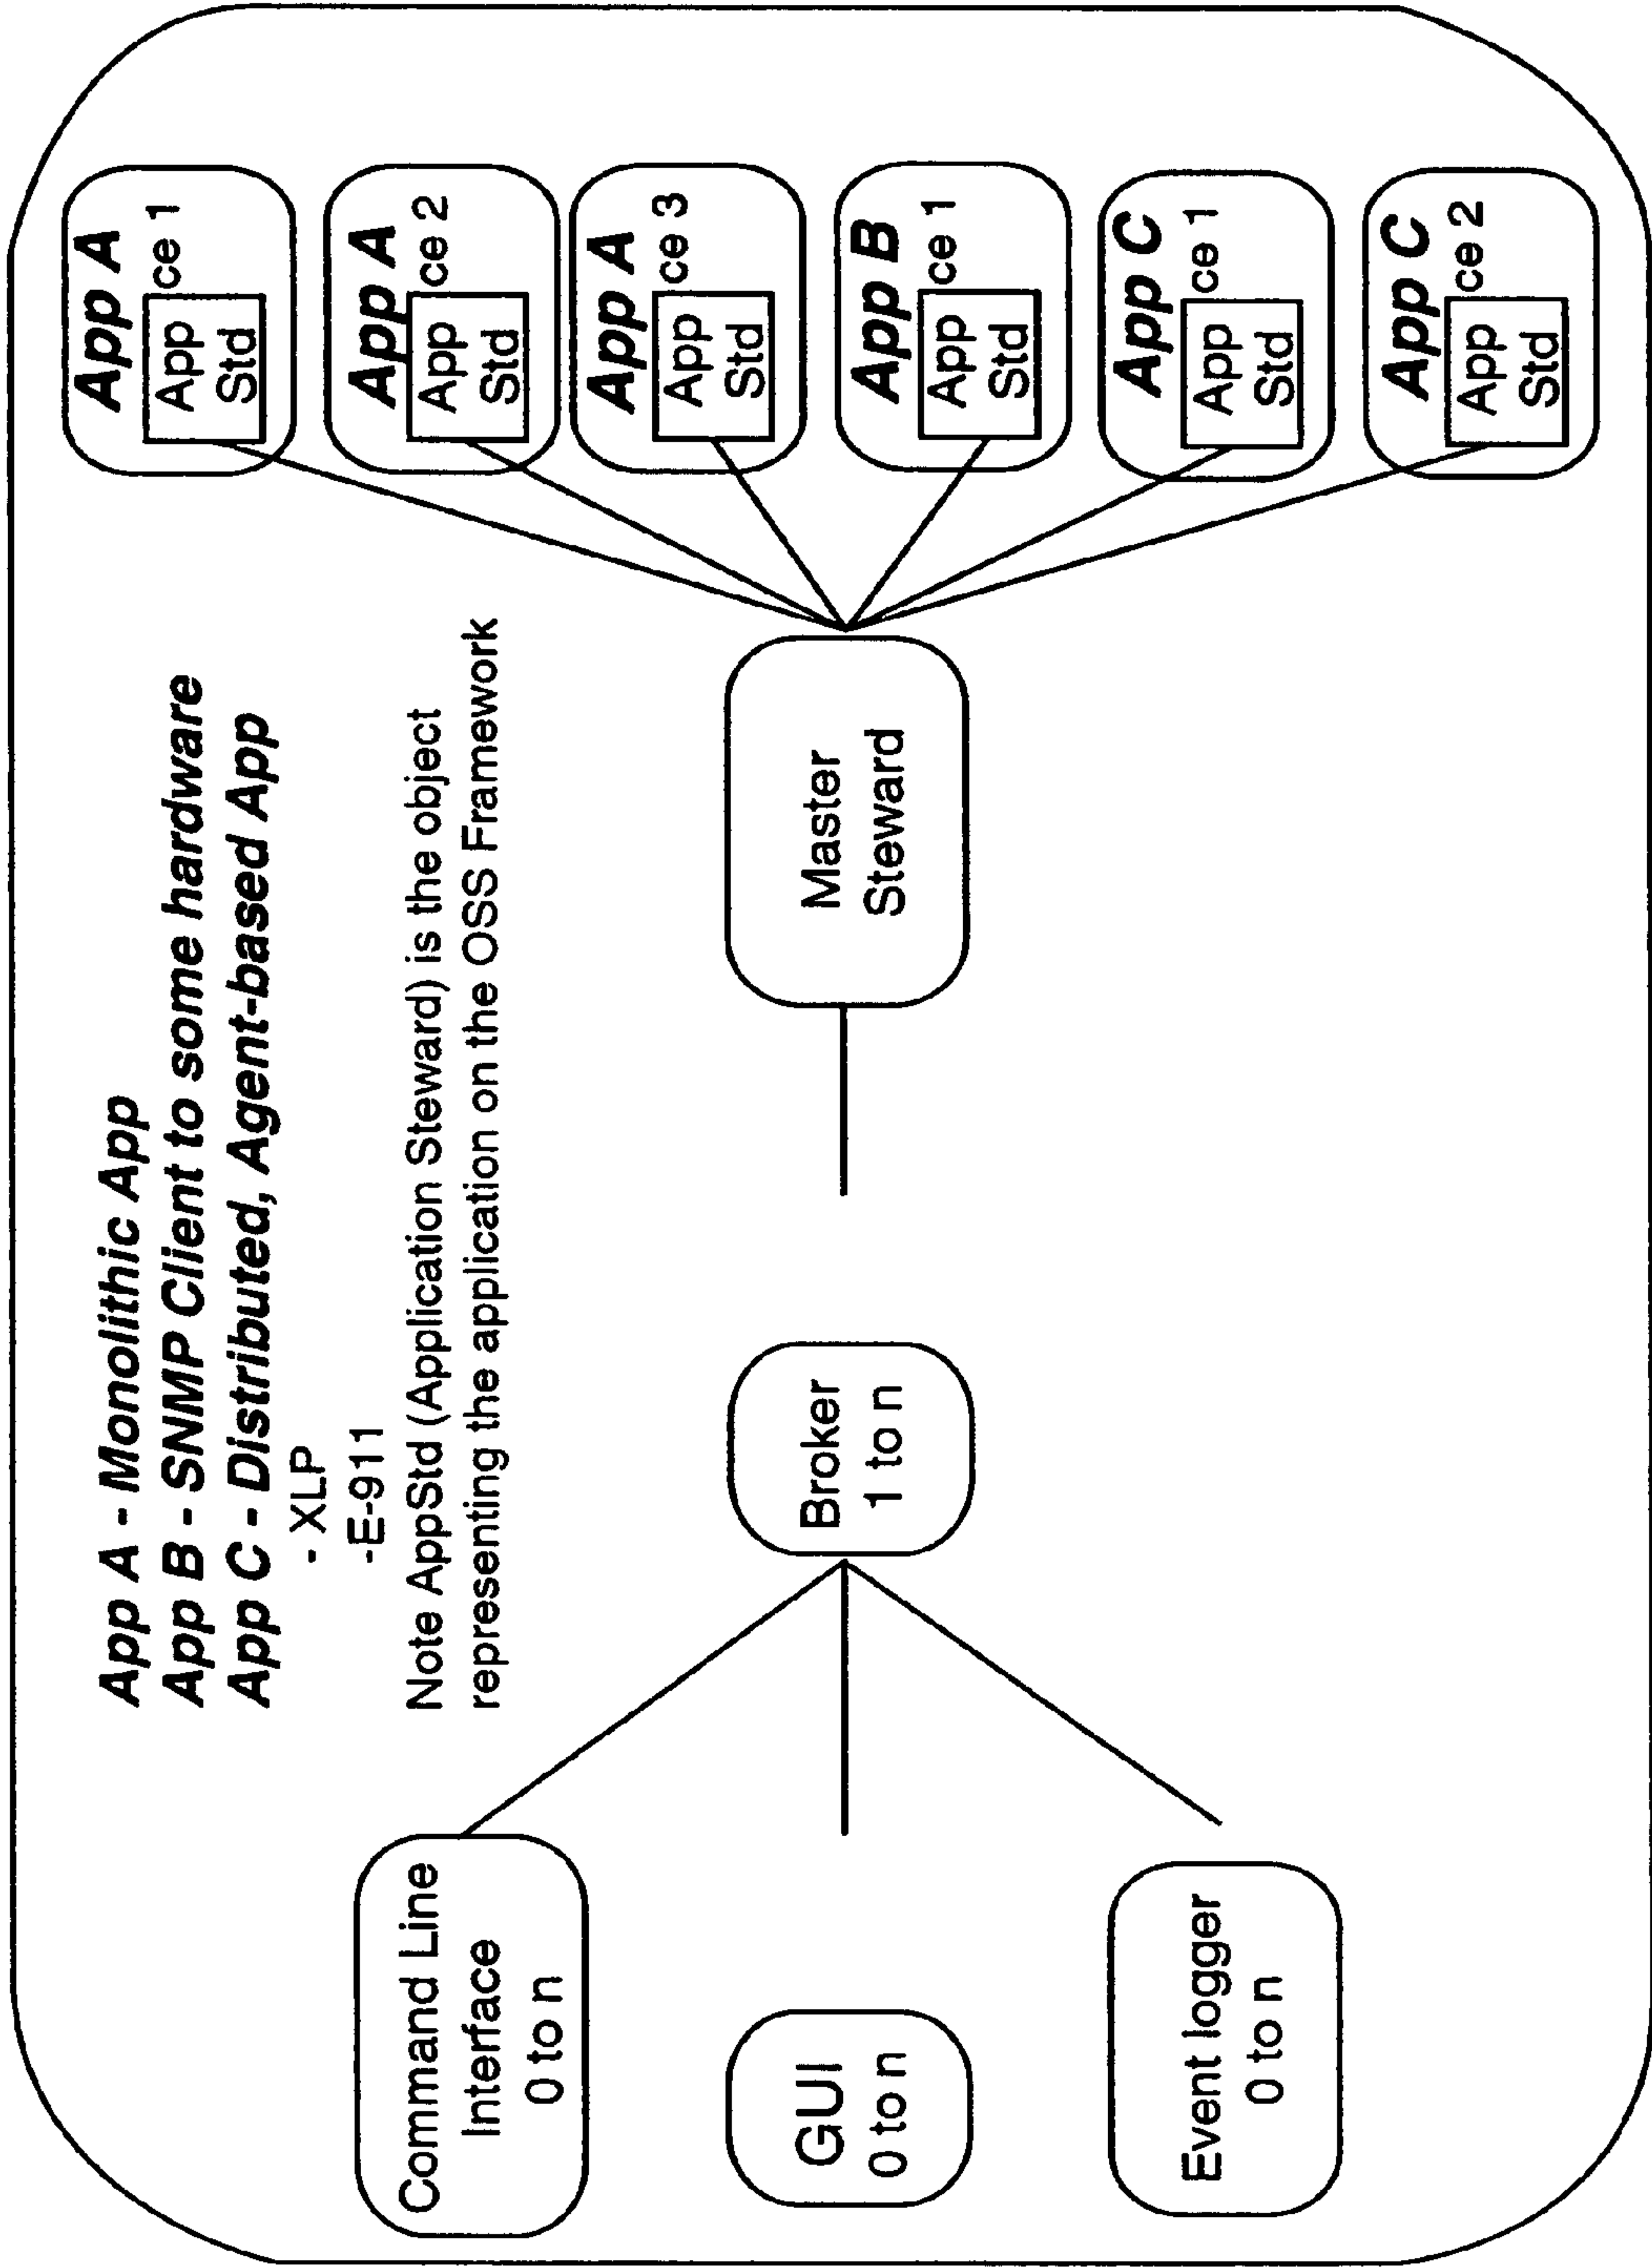 App A - Monolithic App
App B - SNMP Client to some hardware
App C - Distributed, Agent-based App
- XLP
-E-911
Note AppStd (Application Steward) is the object
representing the application on the OSS Framework
Command Line
Interface
0 to n
GUI
0 to n
Event logger
0 to n
Broker
1 to n
Master
Steward
App A
ce 1
App
Std
App A
ce 2
App
Std
App A
ce 3
App
Std
App B
ce 1
App
Std
App C
ce 1
App
Std
App C
ce 2
App
Std